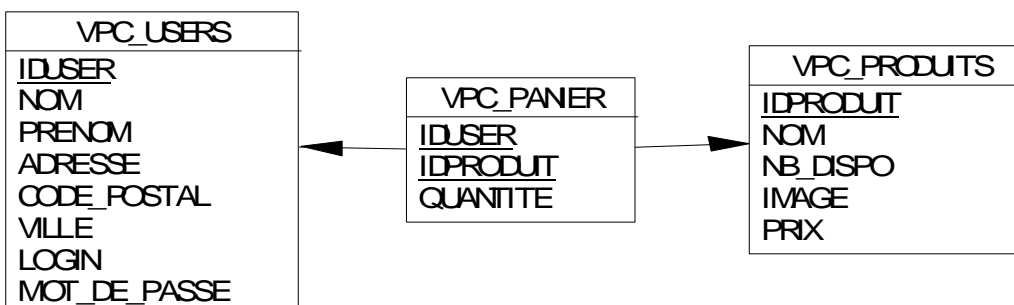 VPC_USERS
IDUSER
NOM
PRENOM
ADRESSE
CODE_POSTAL
VILLE
LOGIN
MOT_DE_PASSE
VPC_PANIER
IDUSER
IDPRODUIT
QUANTITE
VPC_PRODUITS
IDPRODUIT
NOM
NB_DISPO
IMAGE
PRIX